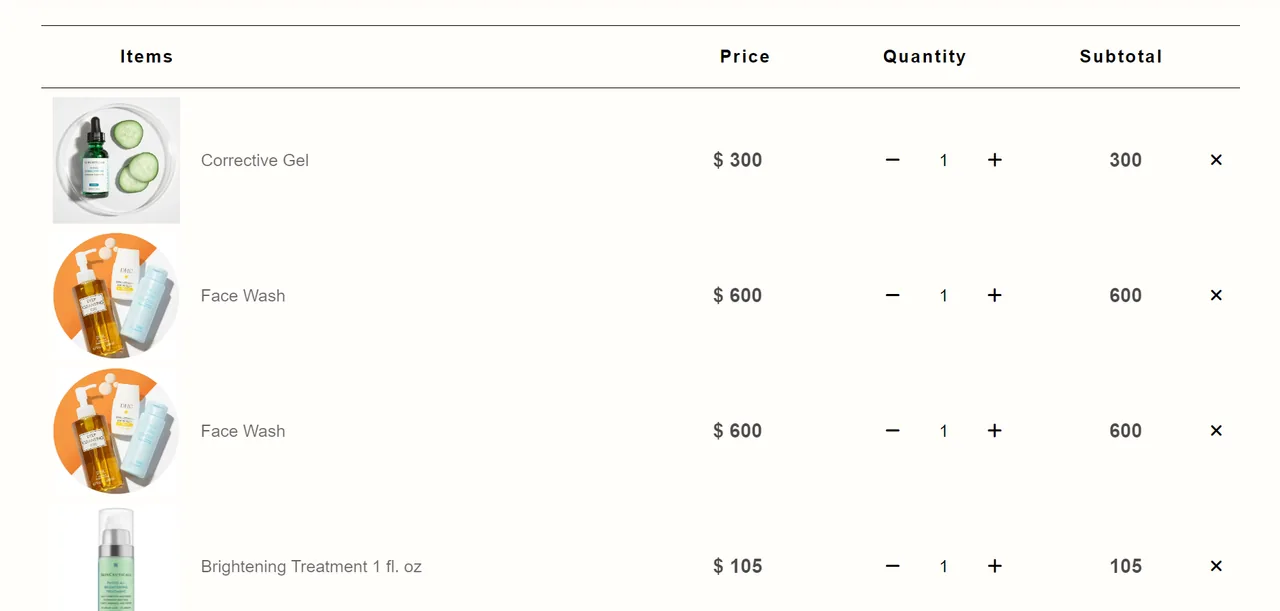 Items Price Quantity Subtotal
Corrective Gel $ 300 − 1 + 300 ×
Face Wash $ 600 − 1 + 600 ×
Face Wash $ 600 − 1 + 600 ×
Brightening Treatment 1 fl. oz $ 105 − 1 + 105 ×